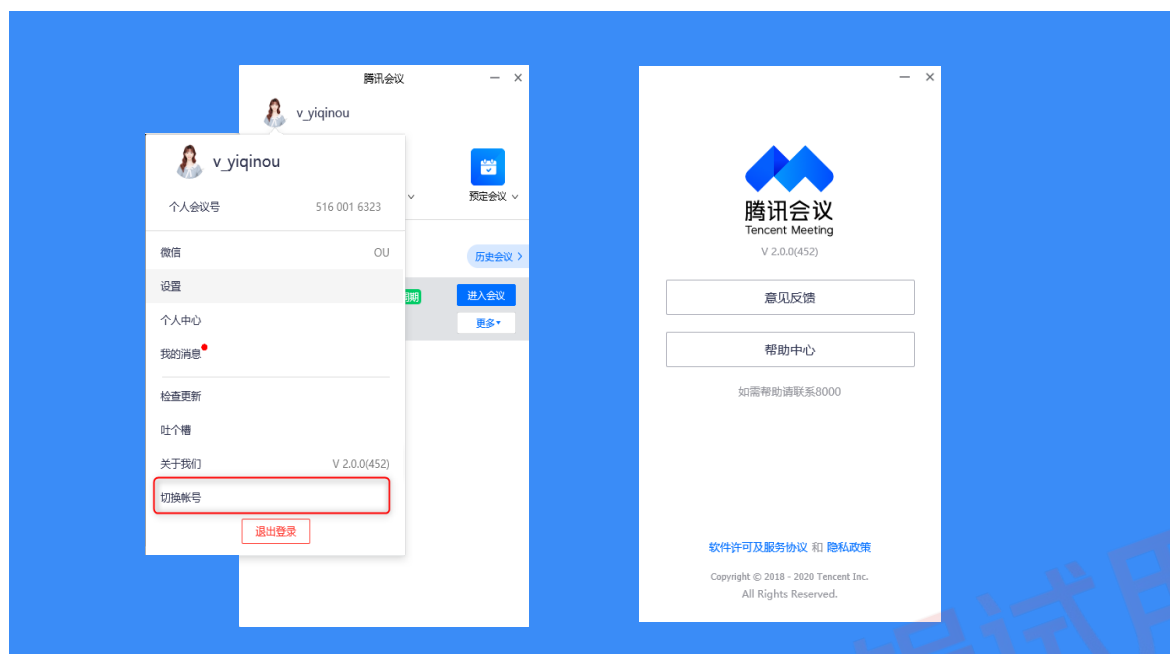 腾讯会议
v_yiqinou
v_yiqinou
个人会议号 516 001 6323
微信 OU
设置
个人中心
我的消息
检查更新
吐个槽
关于我们 V 2.0.0(452)
切换帐号
退出登录
预定会议
历史会议
进入会议
更多
腾讯会议
Tencent Meeting
V 2.0.0(452)
意见反馈
帮助中心
如需帮助请联系8000
软件许可及服务协议 和 隐私政策
Copyright © 2018 - 2020 Tencent Inc.
All Rights Reserved.